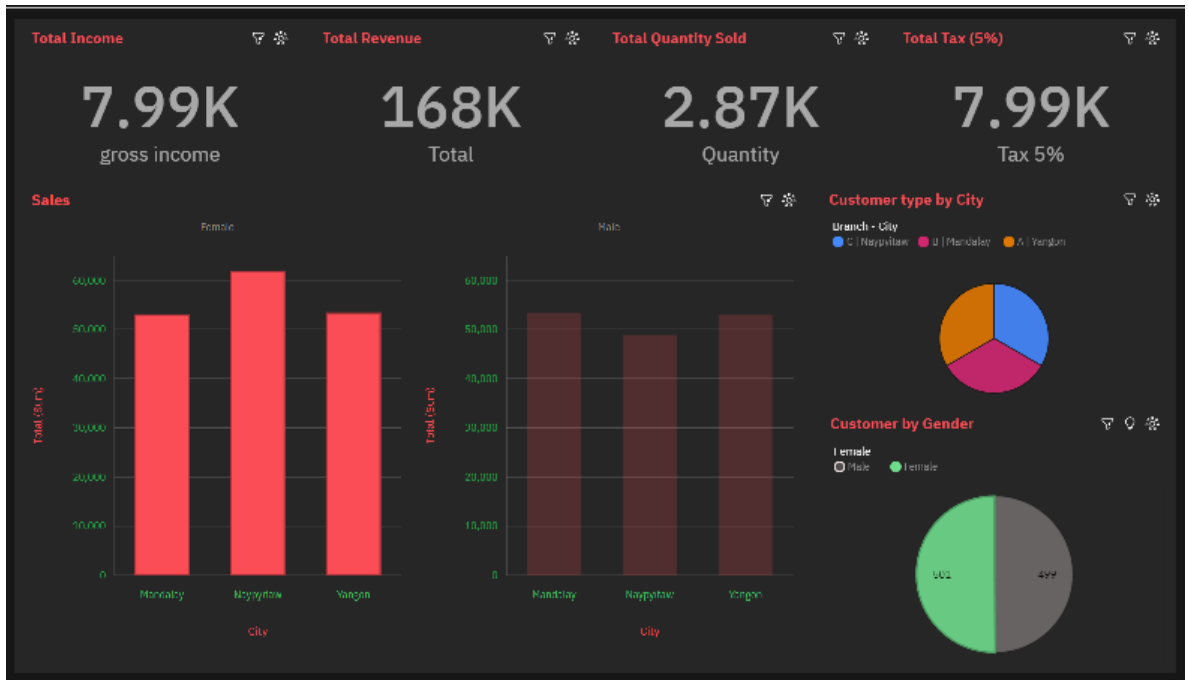 Total Income
Total Revenue
Total Quantity Sold
Total Tax (5%)
7.99K
168K
2.87K
7.99K
gross income
Total
Quantity
Tax 5%
Sales
Customer type by City
Female
Male
Branch - City
C | Naypyitaw
B | Mandalay
A | Yangon
60,000
50,000
40,000
30,000
20,000
10,000
0
Total (Sum)
Mandalay
Naypyitaw
Yangon
City
60,000
50,000
40,000
30,000
20,000
10,000
0
Total (Sum)
Mandalay
Naypyitaw
Yangon
City
Customer by Gender
Female
Male
Female
501
499